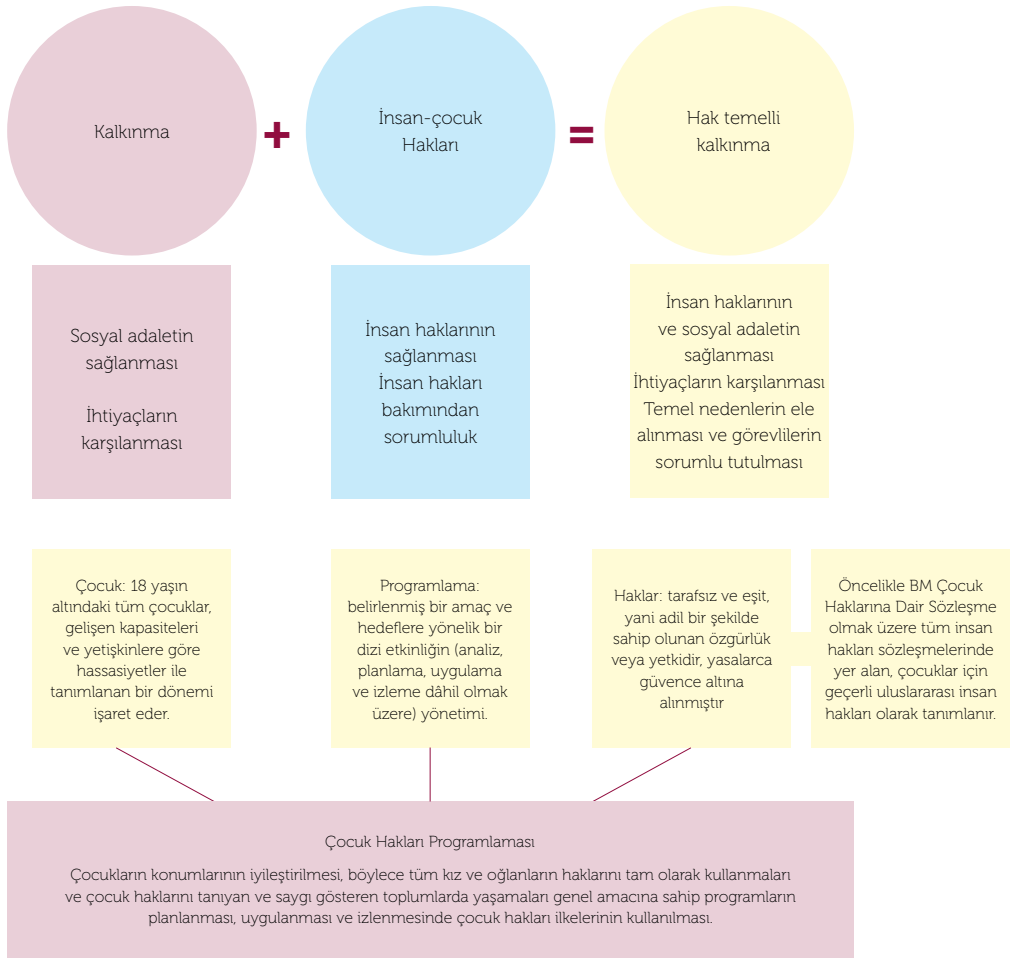 Kalkınma
+
İnsan-çocuk
Hakları
=
Hak temelli
kalkınma
Sosyal adaletin
sağlanması
İhtiyaçların
karşılanması
İnsan haklarının
sağlanması
İnsan hakları
bakımından
sorumluluk
İnsan haklarının
ve sosyal adaletin
sağlanması
İhtiyaçların karşılanması
Temel nedenlerin ele
alınması ve görevlilerin
sorumlu tutulması
Çocuk: 18 yaşın
altındaki tüm çocuklar,
gelişen kapasiteleri
ve yetişkinlere göre
hassasiyetler ile
tanımlanan bir dönemi
işaret eder.
Programlama:
belirlenmiş bir amaç ve
hedeflere yönelik bir
dizi etkinliğin (analiz,
planlama, uygulama
ve izleme dâhil olmak
üzere) yönetimi.
Haklar: tarafsız ve eşit,
yani adil bir şekilde
sahip olunan özgürlük
veya yetkidir, yasalarca
güvence altına
alınmıştır
Öncelikle BM Çocuk
Haklarına Dair Sözleşme
olmak üzere tüm insan
hakları sözleşmelerinde
yer alan, çocuklar için
geçerli uluslararası insan
hakları olarak tanımlanır.
Çocuk Hakları Programlaması
Çocukların konumlarının iyileştirilmesi, böylece tüm kız ve oğlanların haklarını tam olarak kullanmaları
ve çocuk haklarını tanıyan ve saygı gösteren toplumlarda yaşamaları genel amacına sahip programların
planlanması, uygulanması ve izlenmesinde çocuk hakları ilkelerinin kullanılması.